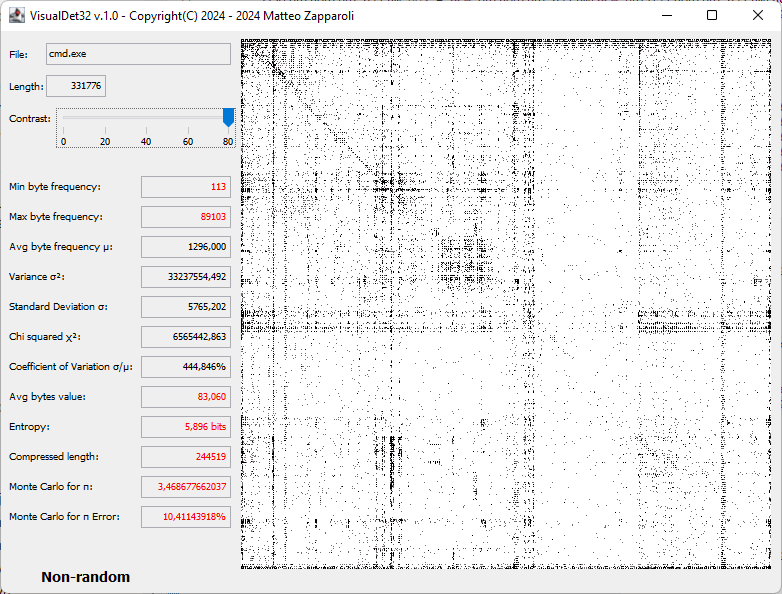 VisualDet32 v.1.0 - Copyright(C) 2024 - 2024 Matteo Zapparoli
File: cmd.exe
Length: 331776
Contrast:
0 20 40 60 80
Min byte frequency: 113
Max byte frequency: 89103
Avg byte frequency μ: 1296,000
Variance σ²: 33237554,492
Standard Deviation σ: 5765,202
Chi squared χ²: 6565442,863
Coefficient of Variation σ/μ: 444,846%
Avg bytes value: 83,060
Entropy: 5,896 bits
Compressed length: 244519
Monte Carlo for π: 3,468677662037
Monte Carlo for π Error: 10,41143918%
Non-random